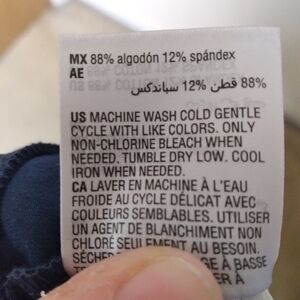 MX 88% algodón 12% spándex
AE
88% قطن 12% سباندكس
US MACHINE WASH COLD GENTLE
CYCLE WITH LIKE COLORS. ONLY
NON-CHLORINE BLEACH WHEN
NEEDED. TUMBLE DRY LOW. COOL
IRON WHEN NEEDED.
CA LAVER EN MACHINE À L'EAU
FROIDE AU CYCLE DÉLICAT AVEC
COULEURS SEMBLABLES. UTILISER
UN AGENT DE BLANCHIMENT NON
CHLORÉ SEULEMENT AU BESOIN.
À BASSE